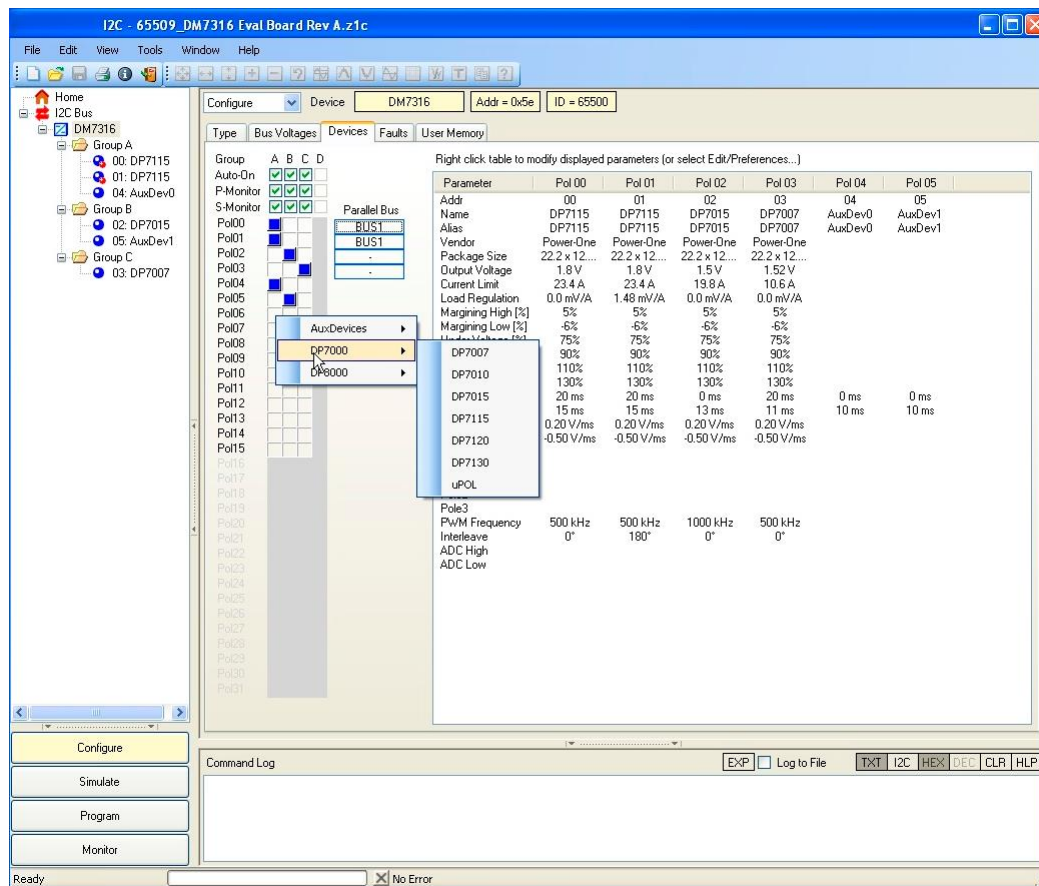 I2C - 65509_DM7316 Eval Board Rev A.z1c
File Edit View Tools Window Help
Home
I2C Bus
DM7316
Group A
00: DP7115
01: DP7115
04: AuxDev0
Group B
02: DP7015
05: AuxDev1
Group C
03: DP7007
Configure Device DM7316 Addr = 0x5e ID = 65500
Type Bus Voltages Devices Faults User Memory
Group A B C D
Auto-On
P-Monitor
S-Monitor Parallel Bus
Pol00 BUS1
Pol01 BUS1
Pol02 -
Pol03 -
Pol04
Pol05
Pol06
Pol07
Pol08
Pol09
Pol10
Pol11
Pol12
Pol13
Pol14
Pol15
Pol16
Pol17
Pol18
Pol19
Pol20
Pol21
Pol22
Pol23
Pol24
Pol25
Pol26
Pol27
Pol28
Pol29
Pol30
Pol31
AuxDevices
DP7000
DP8000
DP7007
DP7010
DP7015
DP7115
DP7120
DP7130
uPOL
Right click table to modify displayed parameters (or select Edit/Preferences...)
Parameter Pol 00 Pol 01 Pol 02 Pol 03 Pol 04 Pol 05
Addr 00 01 02 03 04 05
Name DP7115 DP7115 DP7015 DP7007 AuxDev0 AuxDev1
Alias DP7115 DP7115 DP7015 DP7007 AuxDev0 AuxDev1
Vendor Power-One Power-One Power-One Power-One
Package Size 22.2 x 12.... 22.2 x 12.... 22.2 x 12.... 22.2 x 12....
Output Voltage 1.8 V 1.8 V 1.5 V 1.52 V
Current Limit 23.4 A 23.4 A 19.8 A 10.6 A
Load Regulation 0.0 mV/A 1.48 mV/A 0.0 mV/A 0.0 mV/A
Margining High [%] 5% 5% 5% 5%
Margining Low [%] -6% -6% -6% -6%
75% 75% 75% 75%
90% 90% 90% 90%
110% 110% 110% 110%
130% 130% 130% 130%
20 ms 20 ms 0 ms 20 ms 0 ms 0 ms
15 ms 15 ms 13 ms 11 ms 10 ms 10 ms
0.20 V/ms 0.20 V/ms 0.20 V/ms 0.20 V/ms
-0.50 V/ms -0.50 V/ms -0.50 V/ms -0.50 V/ms
Pole3
PWM Frequency 500 kHz 500 kHz 1000 kHz 500 kHz
Interleave 0° 180° 0° 0°
ADC High
ADC Low
Configure
Simulate
Program
Monitor
Command Log EXP Log to File TXT I2C HEX DEC CLR HLP
Ready No Error